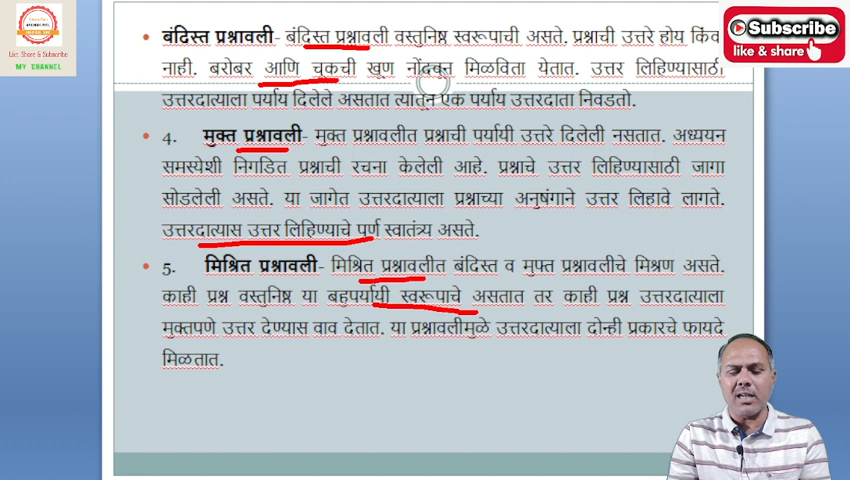 बंदिस्त प्रश्नावली- बंदिस्त प्रश्नावली वस्तुनिष्ठ स्वरूपाची असते. प्रश्नाची उत्तरे होय किंव
नाही. बरोबर आणि चुकची खूण नोंदवून मिळविता येतात. उत्तर लिहिण्यासाठी
उत्तरदात्याला पर्याय दिलेले असतात त्यातून एक पर्याय उत्तरदाता निवडतो.
4. मुक्त प्रश्नावली- मुक्त प्रश्नावलीत प्रश्नाची पर्यायी उत्तरे दिलेली नसतात. अध्ययन
समस्येशी निगडित प्रश्नाची रचना केलेली आहे. प्रश्नाचे उत्तर लिहिण्यासाठी जागा
सोडलेली असते. या जागेत उत्तरदात्याला प्रश्नाच्या अनुषंगाने उत्तर लिहावे लागते.
उत्तरदात्यास उत्तर लिहिण्याचे पूर्ण स्वातंत्र्य असते.
5. मिश्रित प्रश्नावली- मिश्रित प्रश्नावलीत बंदिस्त व मुफ्त प्रश्नावलीचे मिश्रण असते.
काही प्रश्न वस्तुनिष्ठ या बहुपर्यायी स्वरूपाचे असतात तर काही प्रश्न उत्तरदात्याला
मुक्तपणे उत्तर देण्यास वाव देतात. या प्रश्नावलीमुळे उत्तरदात्याला दोन्ही प्रकारचे फायदे
मिळतात.
Like, Share & Subscribe
MY CHANNEL
Subscribe
like & share